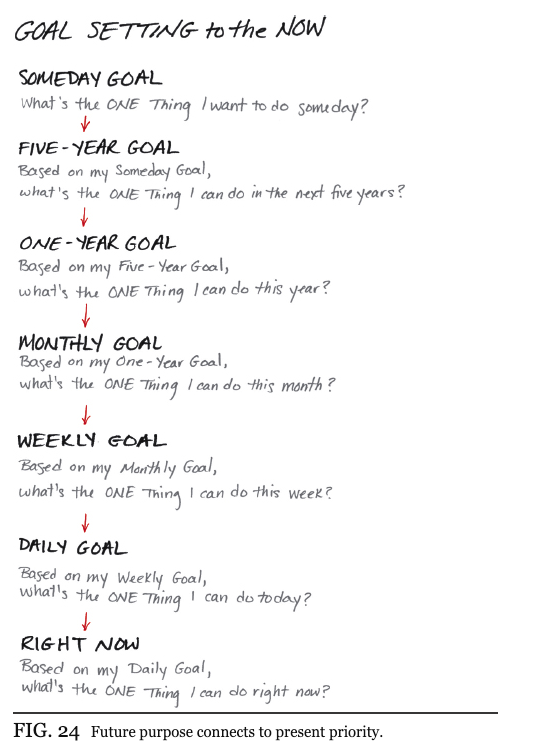 GOAL SETTING to the NOW
SOMEDAY GOAL
What's the ONE Thing I want to do someday?
FIVE-YEAR GOAL
Based on my Someday Goal,
what's the ONE Thing I can do in the next five years?
ONE-YEAR GOAL
Based on my Five-Year Goal,
what's the ONE Thing I can do this year?
MONTHLY GOAL
Based on my One-Year Goal,
what's the ONE Thing I can do this month?
WEEKLY GOAL
Based on my Monthly Goal,
what's the ONE Thing I can do this week?
DAILY GOAL
Based on my Weekly Goal,
what's the ONE Thing I can do today?
RIGHT NOW
Based on my Daily Goal,
what's the ONE Thing I can do right now?
FIG. 24 Future purpose connects to present priority.